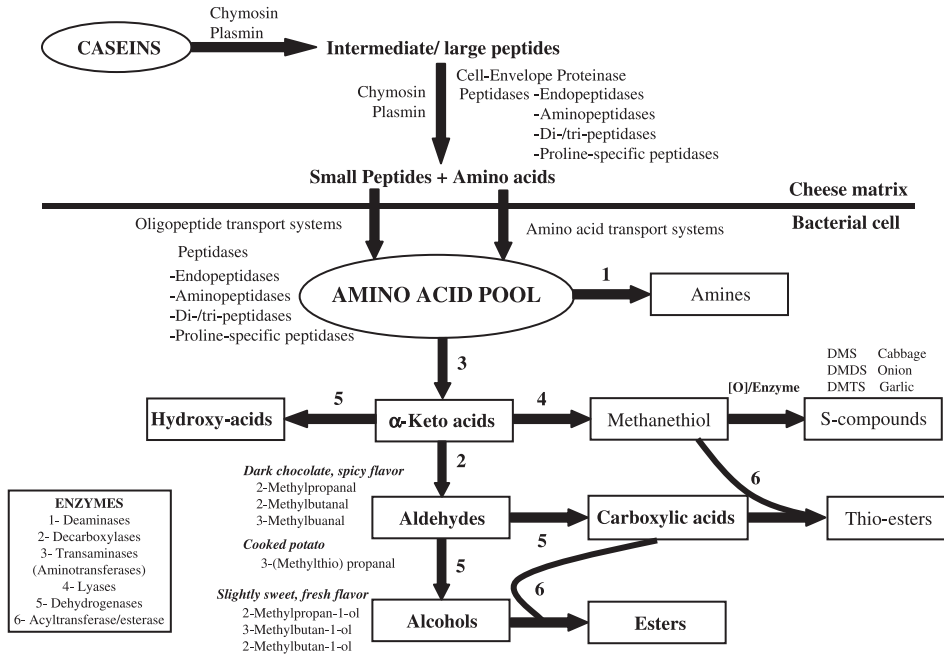 Chymosin
Plasmin
CASEINS
Intermediate/ large peptides
Chymosin
Plasmin
Cell-Envelope Proteinase
Peptidases -Endopeptidases
-Aminopeptidases
-Di-/tri-peptidases
-Proline-specific peptidases
Small Peptides + Amino acids
Cheese matrix
Bacterial cell
Oligopeptide transport systems
Amino acid transport systems
Peptidases
-Endopeptidases
-Aminopeptidases
-Di-/tri-peptidases
-Proline-specific peptidases
AMINO ACID POOL
1
Amines
3
DMS Cabbage
DMDS Onion
DMTS Garlic
[O]/Enzyme
Hydroxy-acids
5
α-Keto acids
4
Methanethiol
S-compounds
2
6
Dark chocolate, spicy flavor
2-Methylpropanal
2-Methylbutanal
3-Methylbuanal
Aldehydes
5
Carboxylic acids
Thio-esters
Cooked potato
3-(Methylthio) propanal
5
6
Slightly sweet, fresh flavor
2-Methylpropan-1-ol
3-Methylbutan-1-ol
2-Methylbutan-1-ol
Alcohols
Esters
ENZYMES
1- Deaminases
2- Decarboxylases
3- Transaminases
(Aminotransferases)
4- Lyases
5- Dehydrogenases
6- Acyltransferase/esterase